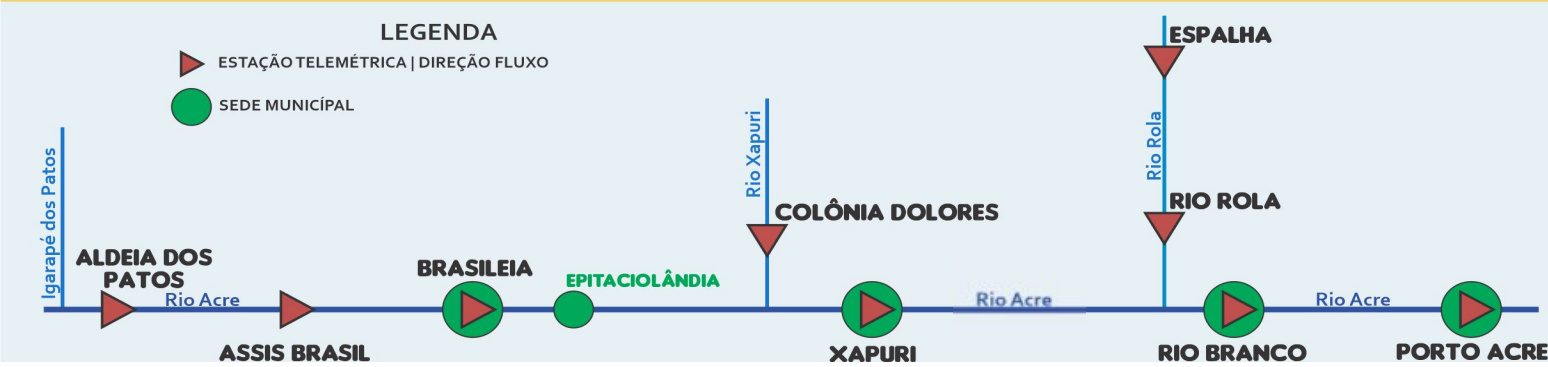 LEGENDA
ESTAÇÃO TELEMÉTRICA | DIREÇÃO FLUXO
SEDE MUNICÍPAL
Igarapé dos Patos
ALDEIA DOS
PATOS
Rio Acre
ASSIS BRASIL
BRASILEIA
EPITACIOLÂNDIA
Rio Xapuri
COLÔNIA DOLORES
XAPURI
Rio Acre
ESPALHA
Rio Rola
RIO ROLA
RIO BRANCO
Rio Acre
PORTO ACRE